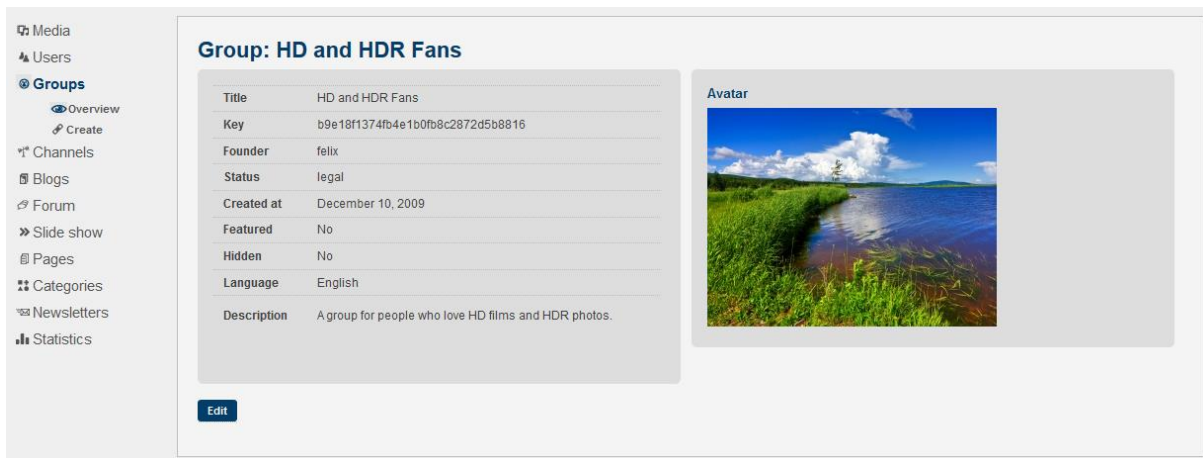 Media
Users
Groups
Overview
Create
Channels
Blogs
Forum
Slide show
Pages
Categories
Newsletters
Statistics
Group: HD and HDR Fans
Title HD and HDR Fans
Key b9e18f1374fb4e1b0fb8c2872d5b8816
Founder felix
Status legal
Created at December 10, 2009
Featured No
Hidden No
Language English
Description A group for people who love HD films and HDR photos.
Edit
Avatar